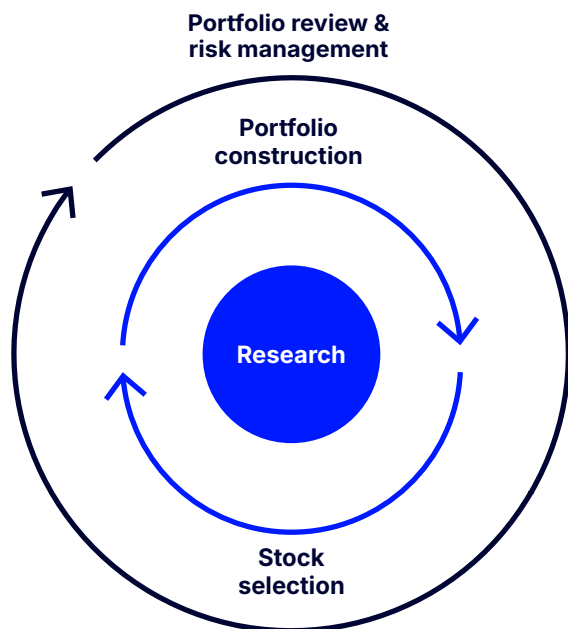 Portfolio review &
risk management
Portfolio
construction
Research
Stock
selection